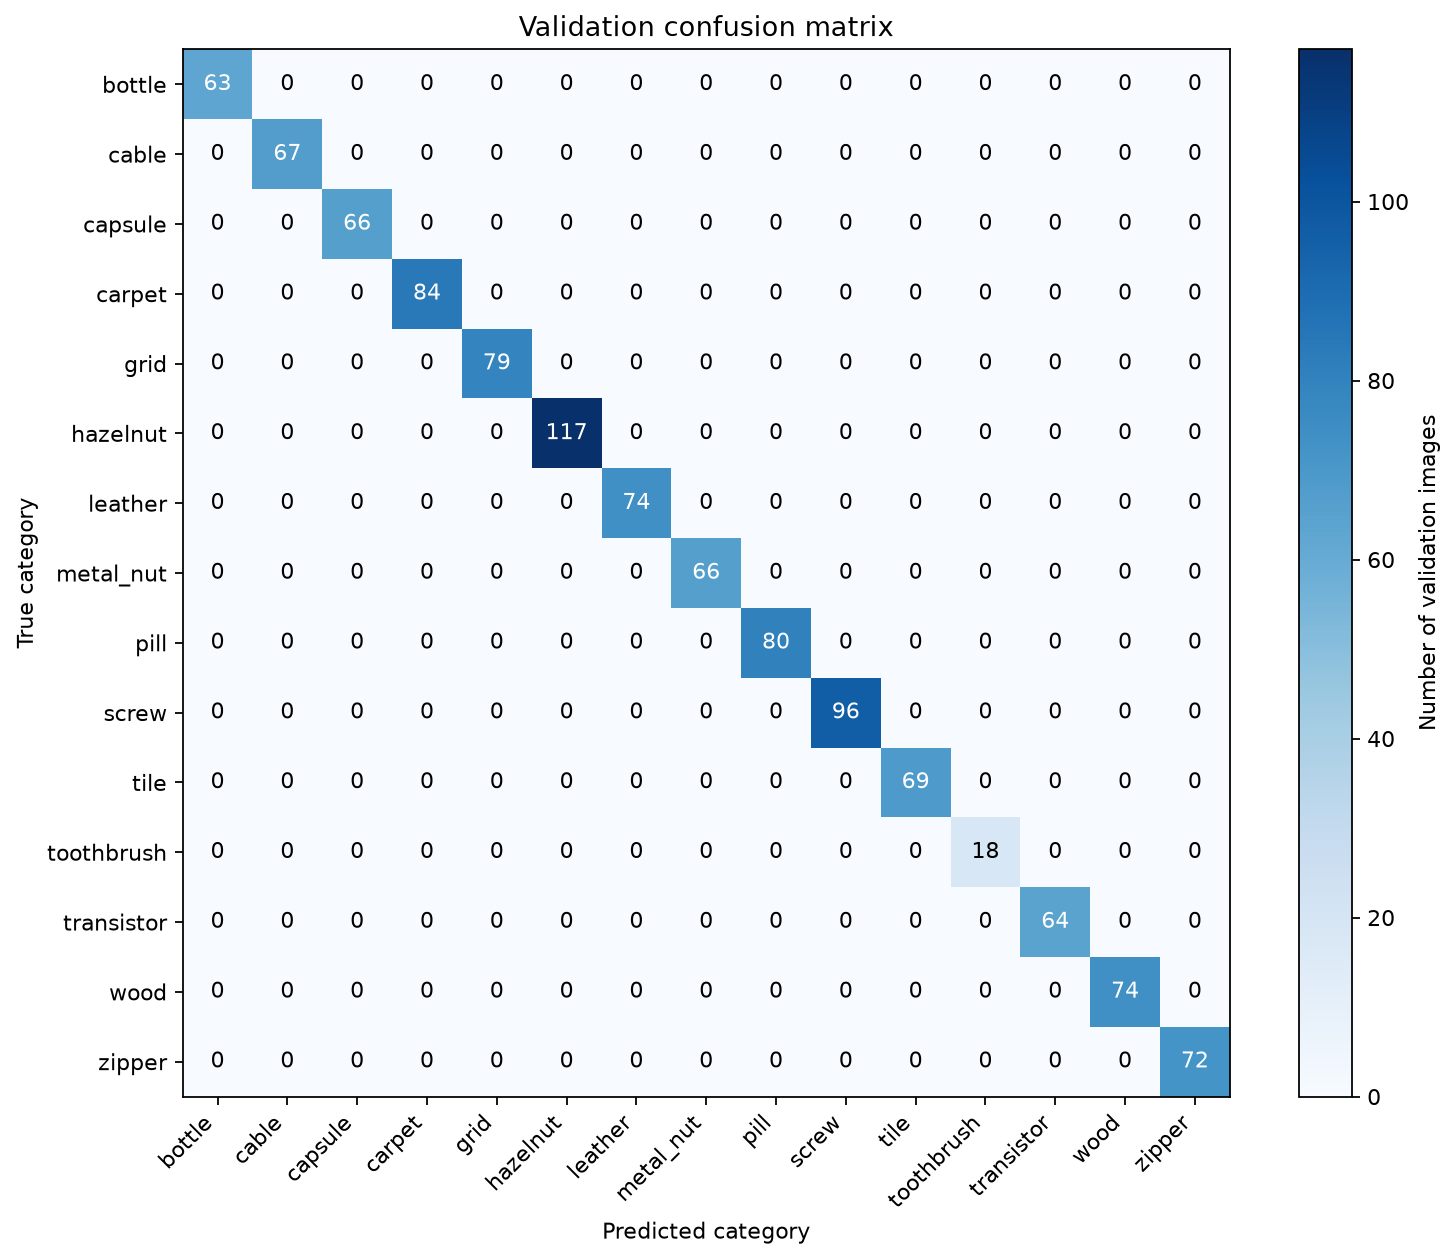 Validation confusion matrix
bottle 63 0 0 0 0 0 0 0 0 0 0 0 0 0 0
cable 0 67 0 0 0 0 0 0 0 0 0 0 0 0 0
capsule 0 0 66 0 0 0 0 0 0 0 0 0 0 0 0
carpet 0 0 0 84 0 0 0 0 0 0 0 0 0 0 0
grid 0 0 0 0 79 0 0 0 0 0 0 0 0 0 0
hazelnut 0 0 0 0 0 117 0 0 0 0 0 0 0 0 0
leather 0 0 0 0 0 0 74 0 0 0 0 0 0 0 0
metal_nut 0 0 0 0 0 0 0 66 0 0 0 0 0 0 0
pill 0 0 0 0 0 0 0 0 80 0 0 0 0 0 0
screw 0 0 0 0 0 0 0 0 0 96 0 0 0 0 0
tile 0 0 0 0 0 0 0 0 0 0 69 0 0 0 0
toothbrush 0 0 0 0 0 0 0 0 0 0 0 18 0 0 0
transistor 0 0 0 0 0 0 0 0 0 0 0 0 64 0 0
wood 0 0 0 0 0 0 0 0 0 0 0 0 0 74 0
zipper 0 0 0 0 0 0 0 0 0 0 0 0 0 0 72
bottle cable capsule carpet grid hazelnut leather metal_nut pill screw tile toothbrush transistor wood zipper
Predicted category
True category
100
80
60
40
20
0
Number of validation images